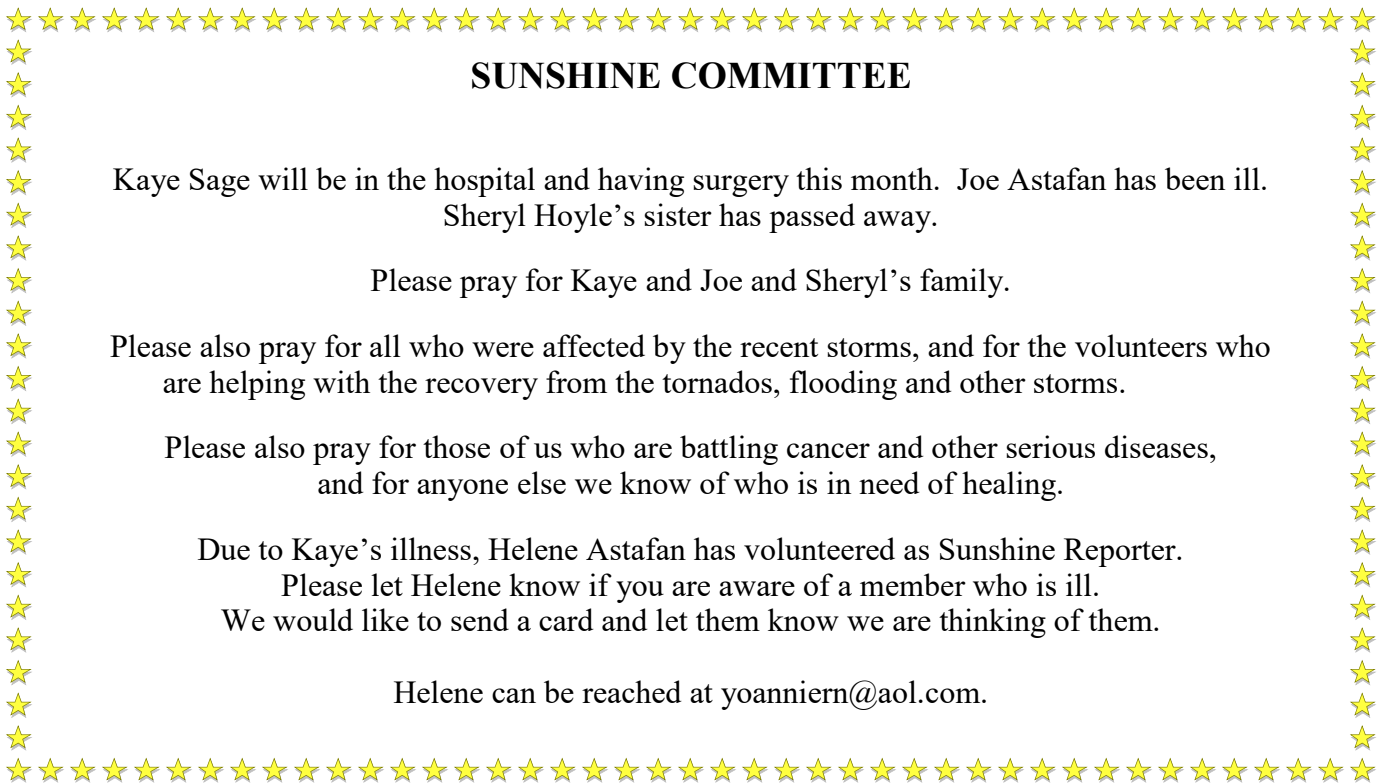 SUNSHINE COMMITTEE
Kaye Sage will be in the hospital and having surgery this month.  Joe Astafan has been ill.
Sheryl Hoyle’s sister has passed away.
Please pray for Kaye and Joe and Sheryl’s family.
Please also pray for all who were affected by the recent storms, and for the volunteers who
are helping with the recovery from the tornados, flooding and other storms.
Please also pray for those of us who are battling cancer and other serious diseases,
and for anyone else we know of who is in need of healing.
Due to Kaye’s illness, Helene Astafan has volunteered as Sunshine Reporter.
Please let Helene know if you are aware of a member who is ill.
We would like to send a card and let them know we are thinking of them.
Helene can be reached at yoanniern@aol.com.